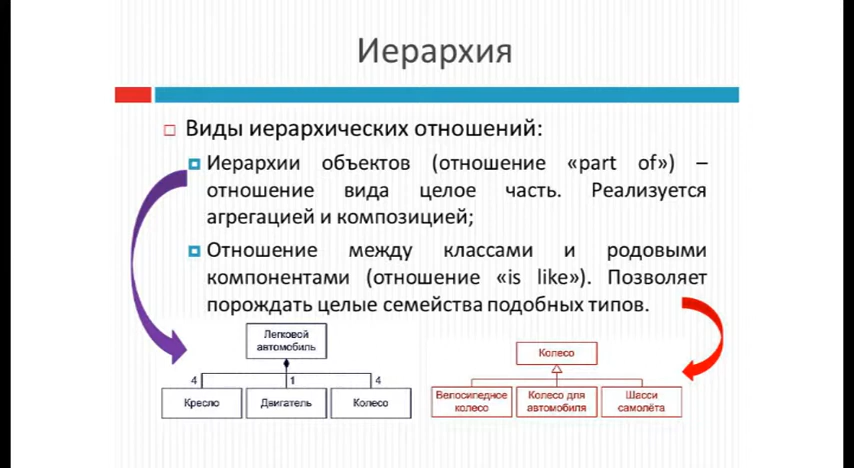 Иерархия
Виды иерархических отношений:
Иерархии объектов (отношение «part of») –
отношение вида целое часть. Реализуется
агрегацией и композицией;
Отношение между классами и родовыми
компонентами (отношение «is like»). Позволяет
порождать целые семейства подобных типов.
Легковой
автомобиль
4 1 4
Кресло Двигатель Колесо
Колесо
Велосипедное
колесо
Колесо для
автомобиля
Шасси
самолёта